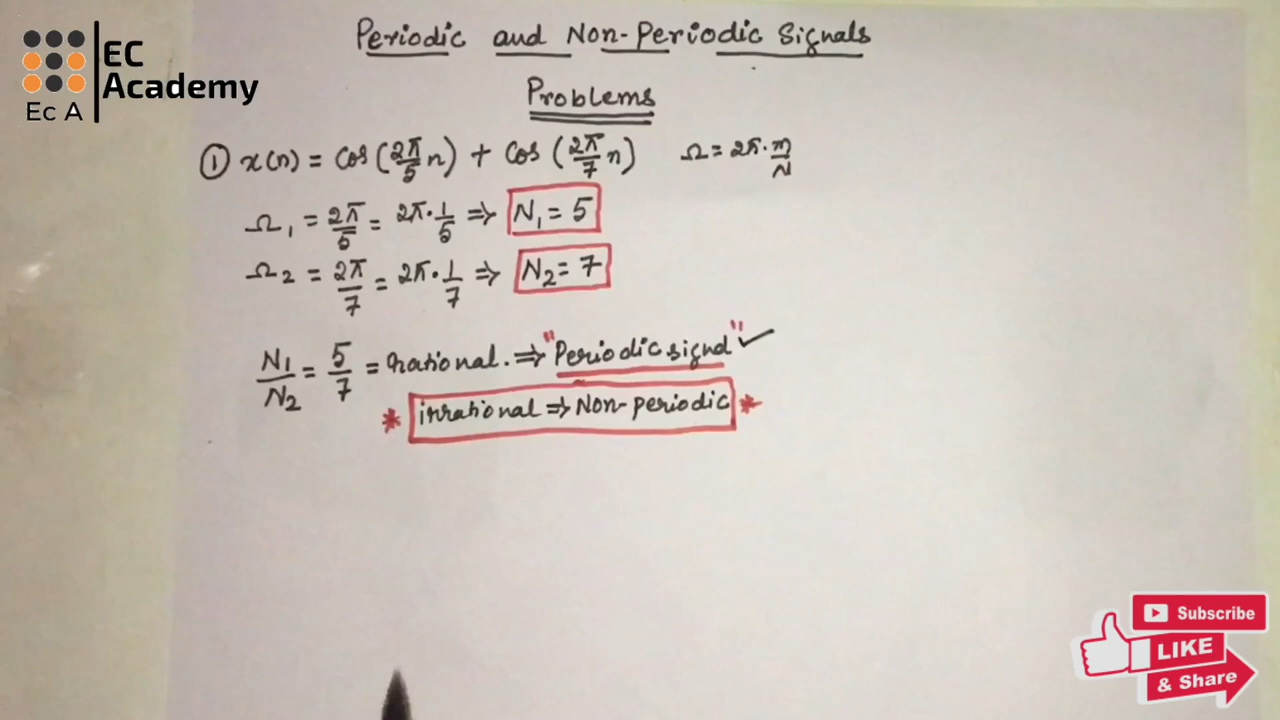 EC
Academy
Ec A
Periodic and Non-Periodic Signals
Problems
① x(n) = cos(2π/5 n) + cos(2π/7 n) Ω = 2π·m/N
Ω₁ = 2π/5 = 2π·1/5 ⇒ N₁ = 5
Ω₂ = 2π/7 = 2π·1/7 ⇒ N₂ = 7
N₁/N₂ = 5/7 = rational. ⇒ "Periodic signal" ✓
* irrational ⇒ Non-periodic *
Subscribe
LIKE
& Share